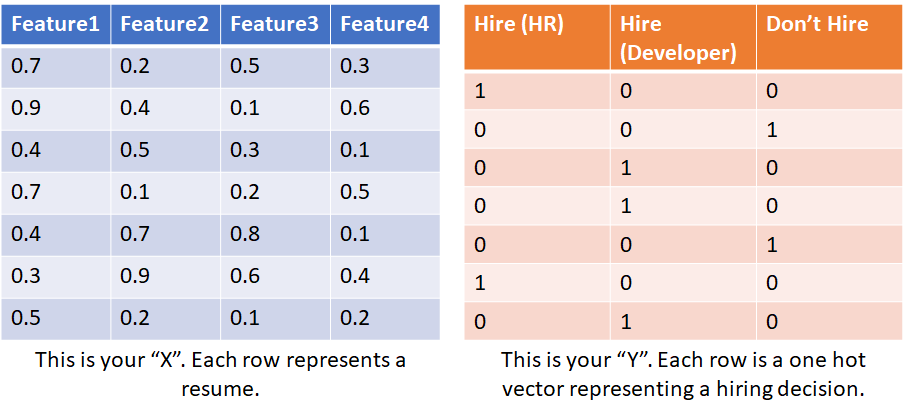 Feature1 Feature2 Feature3 Feature4
0.7 0.2 0.5 0.3
0.9 0.4 0.1 0.6
0.4 0.5 0.3 0.1
0.7 0.1 0.2 0.5
0.4 0.7 0.8 0.1
0.3 0.9 0.6 0.4
0.5 0.2 0.1 0.2
This is your “X”. Each row represents a
resume.
Hire (HR) Hire Don’t Hire
(Developer)
1 0 0
0 0 1
0 1 0
0 1 0
0 0 1
1 0 0
0 1 0
This is your “Y”. Each row is a one hot
vector representing a hiring decision.